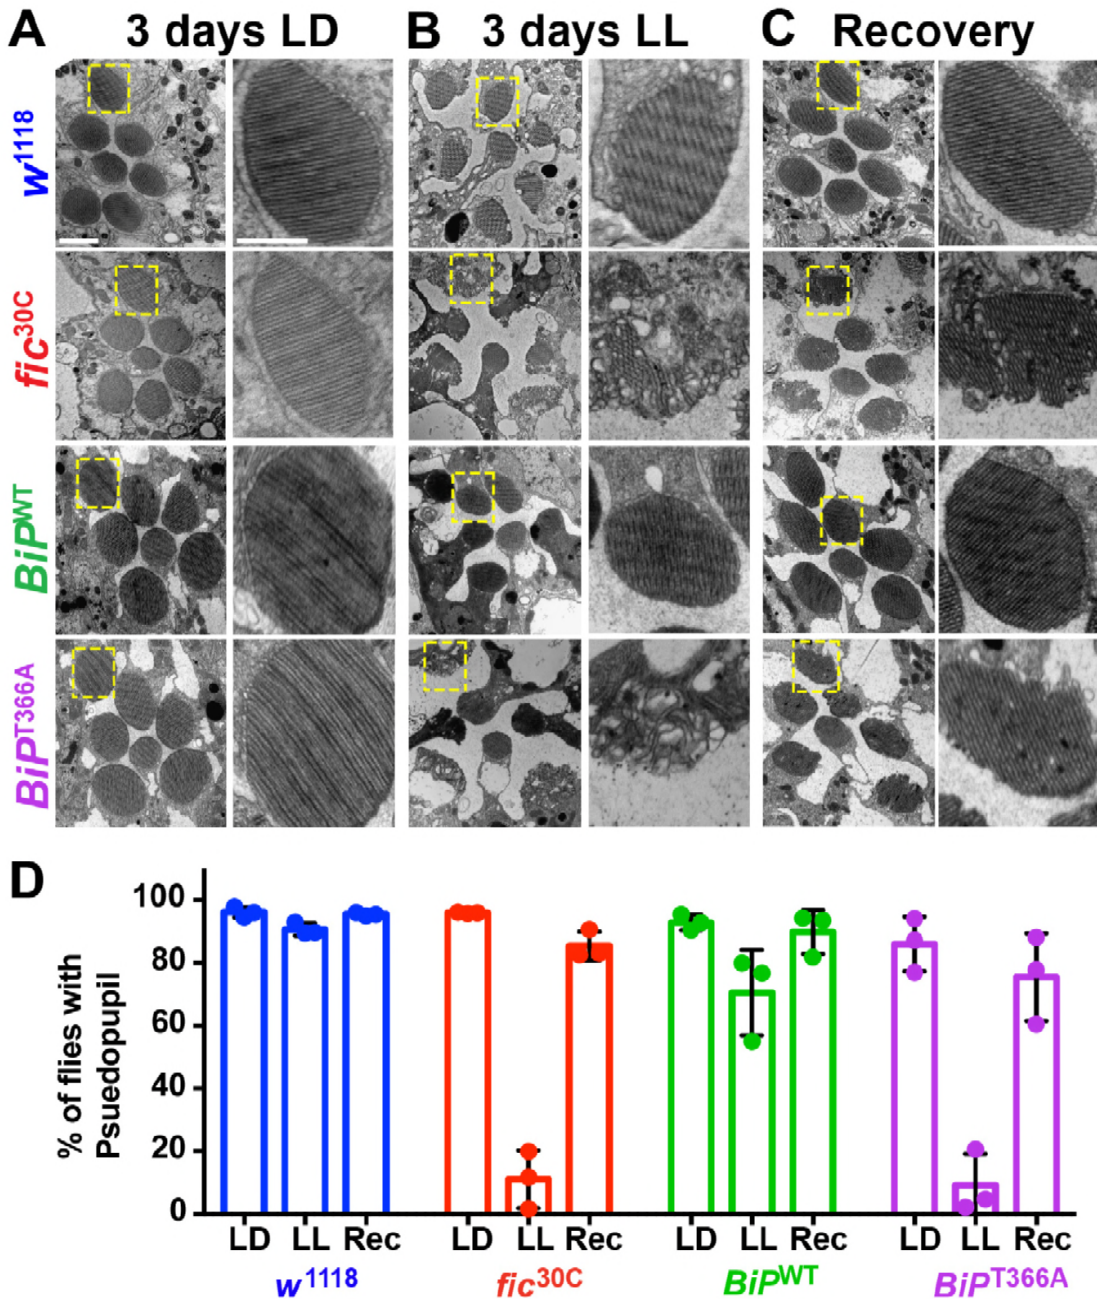 A 3 days LD B 3 days LL C Recovery
w1118
fic30C
BiPWT
BiPT366A
D
% of flies with
Psuedopupil
100
80
60
40
20
0
LD LL Rec LD LL Rec LD LL Rec LD LL Rec
w1118 fic30C BiPWT BiPT366A